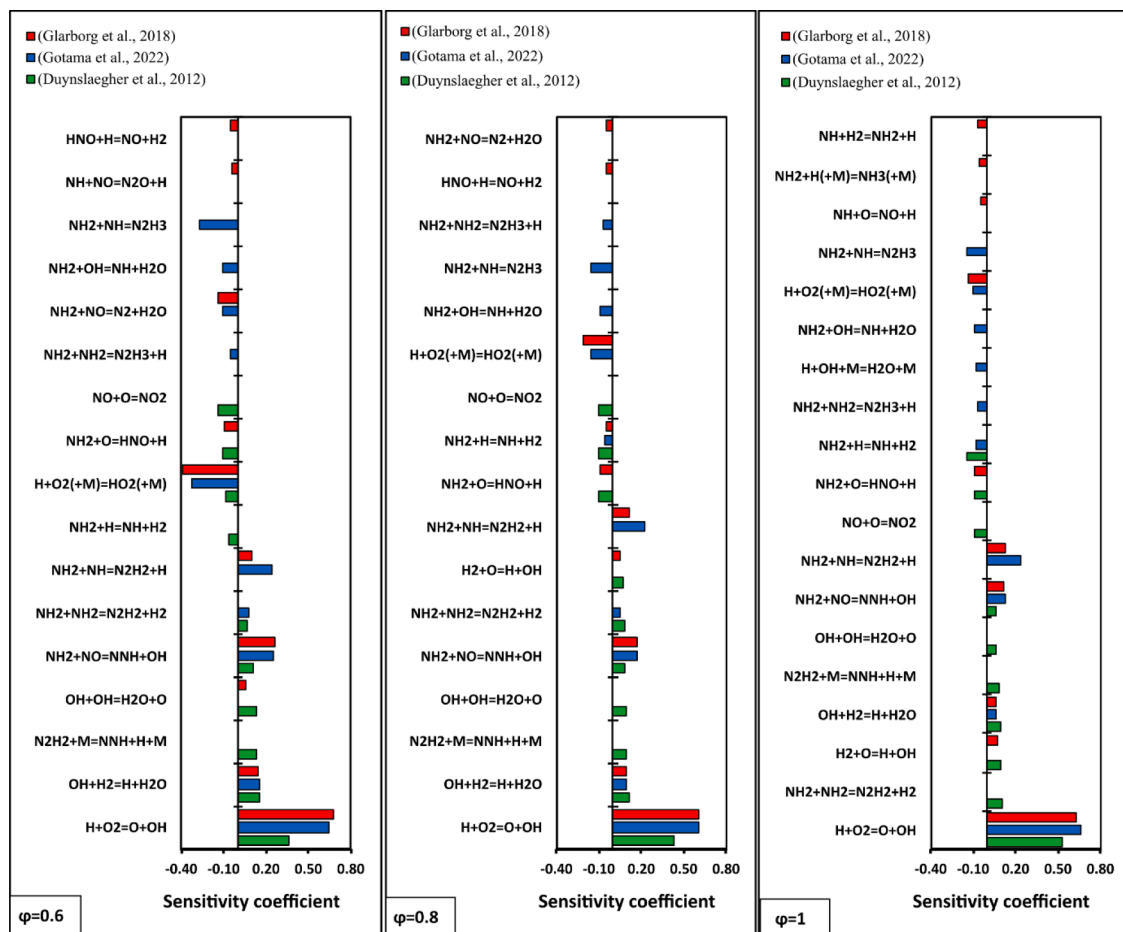 (Glarborg et al., 2018)
(Gotama et al., 2022)
(Duynslaegher et al., 2012)
HNO+H=NO+H2
NH+NO=N2O+H
NH2+NH=N2H3
NH2+OH=NH+H2O
NH2+NO=N2+H2O
NH2+NH2=N2H3+H
NO+O=NO2
NH2+O=HNO+H
H+O2(+M)=HO2(+M)
NH2+H=NH+H2
NH2+NH=N2H2+H
NH2+NH2=N2H2+H2
NH2+NO=NNH+OH
OH+OH=H2O+O
N2H2+M=NNH+H+M
OH+H2=H+H2O
H+O2=O+OH
-0.40 -0.10 0.20 0.50 0.80
Sensitivity coefficient
φ=0.6
(Glarborg et al., 2018)
(Gotama et al., 2022)
(Duynslaegher et al., 2012)
NH2+NO=N2+H2O
HNO+H=NO+H2
NH2+NH2=N2H3+H
NH2+NH=N2H3
NH2+OH=NH+H2O
H+O2(+M)=HO2(+M)
NO+O=NO2
NH2+H=NH+H2
NH2+O=HNO+H
NH2+NH=N2H2+H
H2+O=H+OH
NH2+NH2=N2H2+H2
NH2+NO=NNH+OH
OH+OH=H2O+O
N2H2+M=NNH+H+M
OH+H2=H+H2O
H+O2=O+OH
-0.40 -0.10 0.20 0.50 0.80
Sensitivity coefficient
φ=0.8
(Glarborg et al., 2018)
(Gotama et al., 2022)
(Duynslaegher et al., 2012)
NH+H2=NH2+H
NH2+H(+M)=NH3(+M)
NH+O=NO+H
NH2+NH=N2H3
H+O2(+M)=HO2(+M)
NH2+OH=NH+H2O
H+OH+M=H2O+M
NH2+NH2=N2H3+H
NH2+H=NH+H2
NH2+O=HNO+H
NO+O=NO2
NH2+NH=N2H2+H
NH2+NO=NNH+OH
OH+OH=H2O+O
N2H2+M=NNH+H+M
OH+H2=H+H2O
H2+O=H+OH
NH2+NH2=N2H2+H2
H+O2=O+OH
-0.40 -0.10 0.20 0.50 0.80
Sensitivity coefficient
φ=1